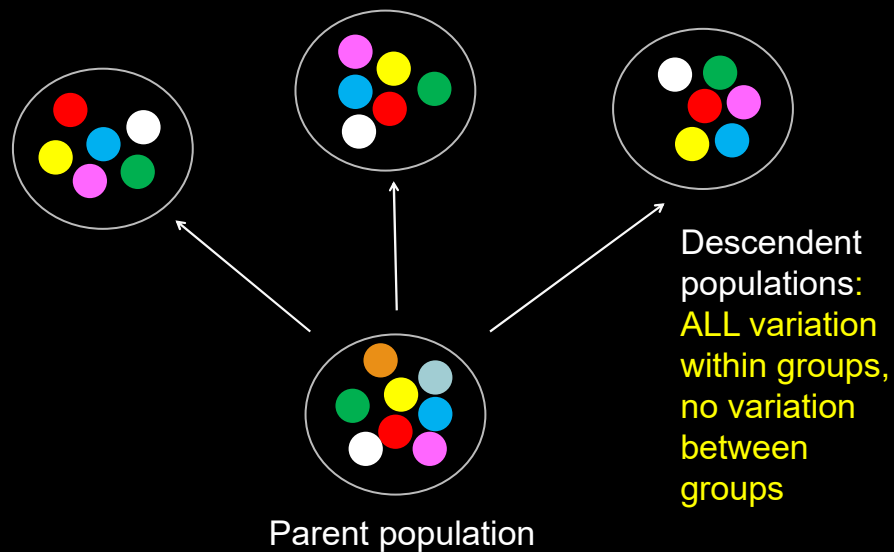 Descendent
populations:
ALL variation
within groups,
no variation
between
groups
Parent population